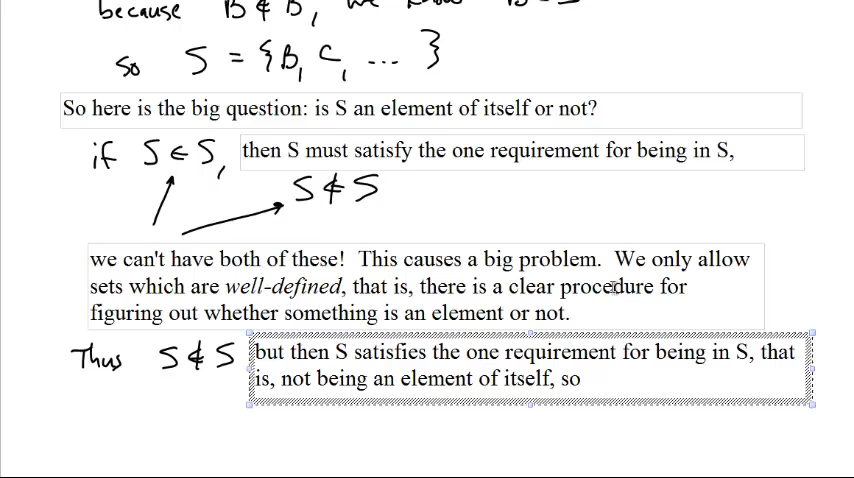 because B ∉ B, we know
so S = {B, C, ... }
So here is the big question: is S an element of itself or not?
if S ∈ S, then S must satisfy the one requirement for being in S,
S ∉ S
we can't have both of these! This causes a big problem. We only allow
sets which are well-defined, that is, there is a clear procedure for
figuring out whether something is an element or not.
Thus S ∉ S but then S satisfies the one requirement for being in S, that
is, not being an element of itself, so